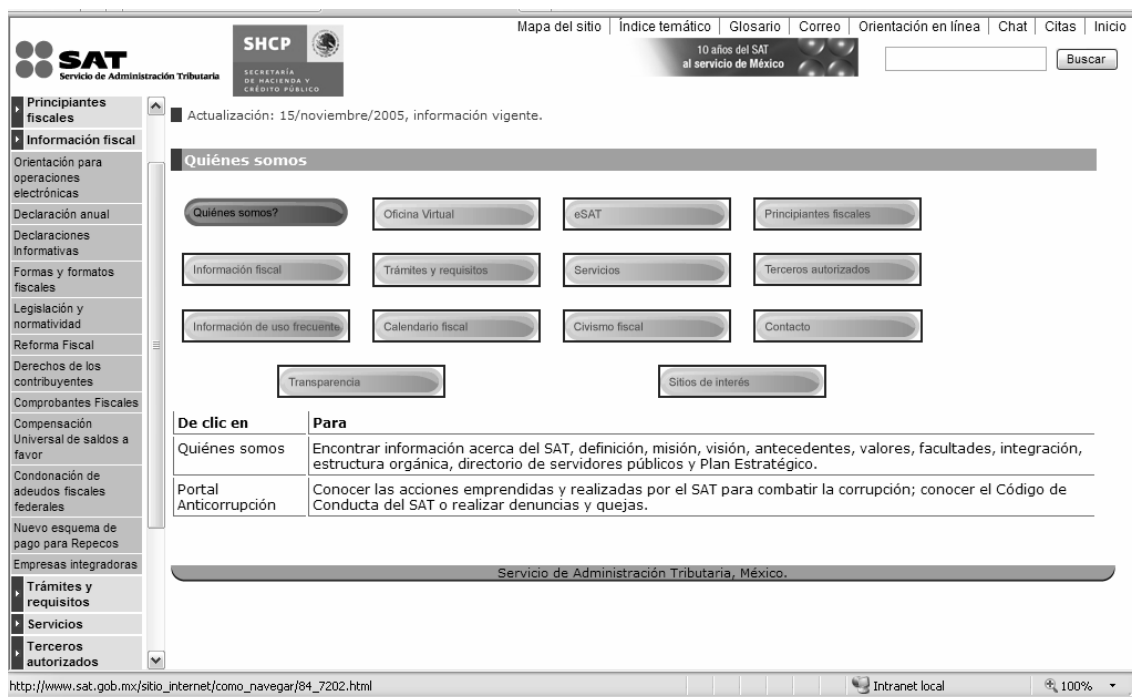 Mapa del sitio | Índice temático | Glosario | Correo | Orientación en línea | Chat | Citas | Inicio
SAT
Servicio de Administración Tributaria
SHCP
SECRETARÍA
DE HACIENDA Y
CRÉDITO PÚBLICO
10 años del SAT
al servicio de México
Buscar
Principiantes
fiscales
Información fiscal
Orientación para
operaciones
electrónicas
Declaración anual
Declaraciones
Informativas
Formas y formatos
fiscales
Legislación y
normatividad
Reforma Fiscal
Derechos de los
contribuyentes
Comprobantes Fiscales
Compensación
Universal de saldos a
favor
Condonación de
adeudos fiscales
federales
Nuevo esquema de
pago para Repecos
Empresas integradoras
Trámites y
requisitos
Servicios
Terceros
autorizados
Actualización: 15/noviembre/2005, información vigente.
Quiénes somos
Quiénes somos? Oficina Virtual eSAT Principiantes fiscales
Información fiscal Trámites y requisitos Servicios Terceros autorizados
Información de uso frecuente Calendario fiscal Civismo fiscal Contacto
Transparencia Sitios de interés
De clic en Para
Quiénes somos Encontrar información acerca del SAT, definición, misión, visión, antecedentes, valores, facultades, integración,
estructura orgánica, directorio de servidores públicos y Plan Estratégico.
Portal Conocer las acciones emprendidas y realizadas por el SAT para combatir la corrupción; conocer el Código de
Anticorrupción Conducta del SAT o realizar denuncias y quejas.
Servicio de Administración Tributaria, México.
http://www.sat.gob.mx/sitio_internet/como_navegar/84_7202.html Intranet local 100%